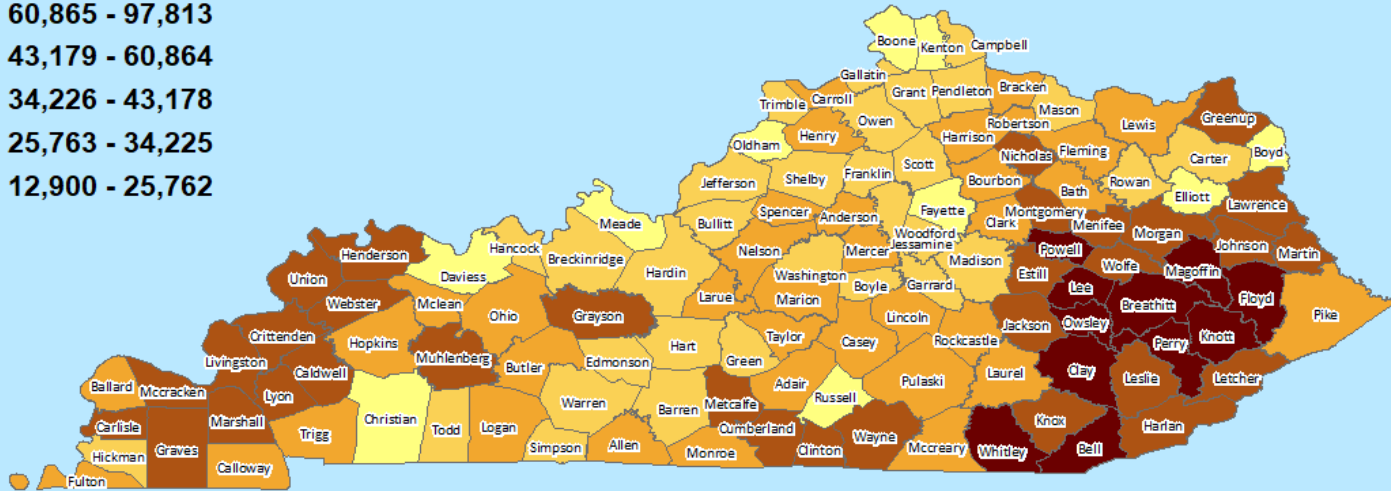 60,865 - 97,813
43,179 - 60,864
34,226 - 43,178
25,763 - 34,225
12,900 - 25,762
Boone
Kenton
Campbell
Gallatin
Grant
Pendleton
Bracken
Trimble
Carroll
Mason
Owen
Robertson
Lewis
Greenup
Henry
Harrison
Oldham
Nicholas
Fleming
Boyd
Carter
Scott
Franklin
Shelby
Jefferson
Bourbon
Rowan
Bath
Elliott
Lawrence
Fayette
Spencer
Anderson
Montgomery
Clark
Menifee
Meade
Bullitt
Woodford
Morgan
Jessamine
Johnson
Hancock
Henderson
Nelson
Mercer
Powell
Martin
Breckinridge
Madison
Wolfe
Magoffin
Daviess
Hardin
Washington
Estill
Union
Boyle
Garrard
Lee
Larue
Marion
Floyd
Webster
Mclean
Breathitt
Ohio
Grayson
Lincoln
Owsley
Pike
Jackson
Crittenden
Taylor
Knott
Hopkins
Casey
Rockcastle
Perry
Hart
Muhlenberg
Green
Livingston
Edmonson
Butler
Caldwell
Laurel
Clay
Ballard
Adair
Pulaski
Leslie
Letcher
Mccracken
Lyon
Russell
Warren
Metcalfe
Barren
Christian
Marshall
Knox
Carlisle
Todd
Logan
Harlan
Cumberland
Trigg
Wayne
Allen
Simpson
Mccreary
Bell
Graves
Clinton
Whitley
Monroe
Hickman
Calloway
Fulton